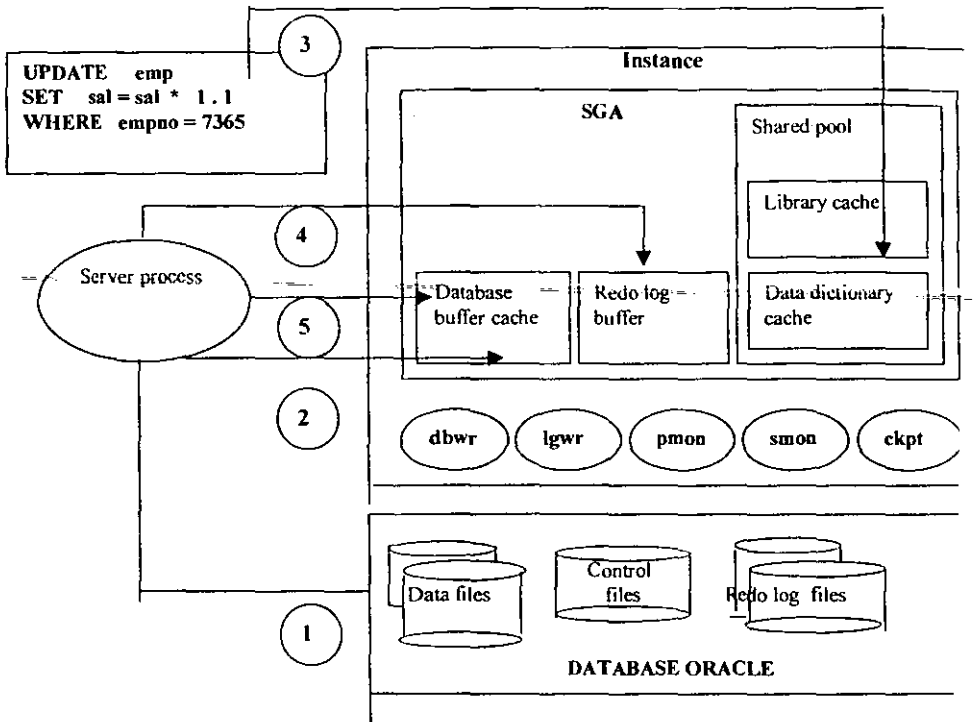 3
UPDATE emp
SET sal = sal * 1.1
WHERE empno = 7365
Instance
SGA
Shared pool
Library cache
4
Server process
Database
buffer cache
Redo log
buffer
Data dictionary
cache
5
2
dbwr
lgwr
pmon
smon
ckpt
Data files
Control
files
Redo log files
1
DATABASE ORACLE